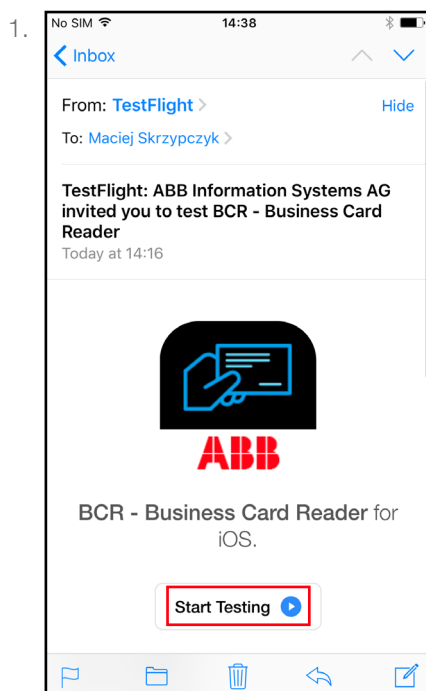 1.
No SIM 14:38
Inbox
From: TestFlight
Hide
To: Maciej Skrzypczyk
TestFlight: ABB Information Systems AG
invited you to test BCR - Business Card
Reader
Today at 14:16
ABB
BCR - Business Card Reader for
iOS.
Start Testing